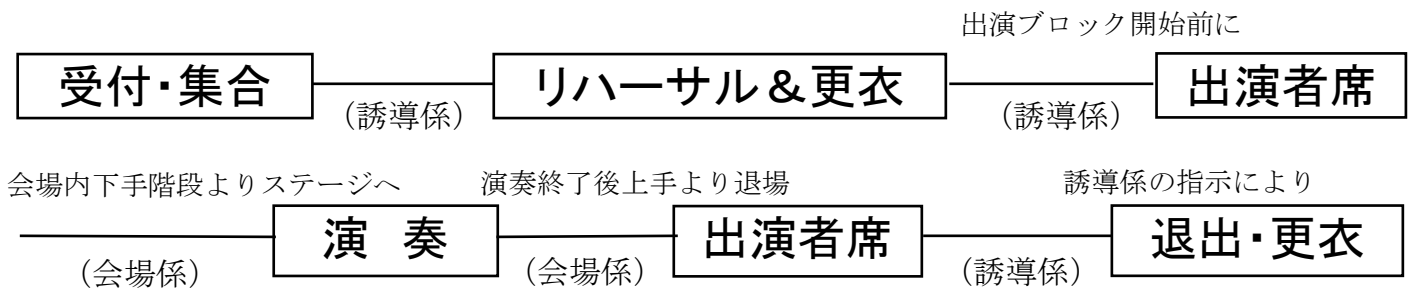 出演ブロック開始前に
受付・集合 リハーサル＆更衣 出演者席
（誘導係） （誘導係）
会場内下手階段よりステージへ 演奏終了後上手より退場 誘導係の指示により
演　奏 出演者席 退出・更衣
（会場係） （会場係） （誘導係）